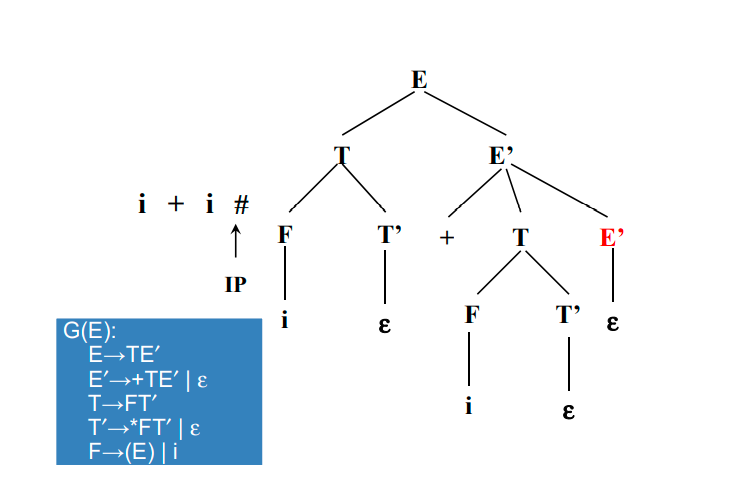 E
T E’
i + i #
F T’ + T E’
IP
i ε F T’ ε
i ε
G(E):
E→TE′
E′→+TE′ | ε
T→FT′
T′→*FT′ | ε
F→(E) | i